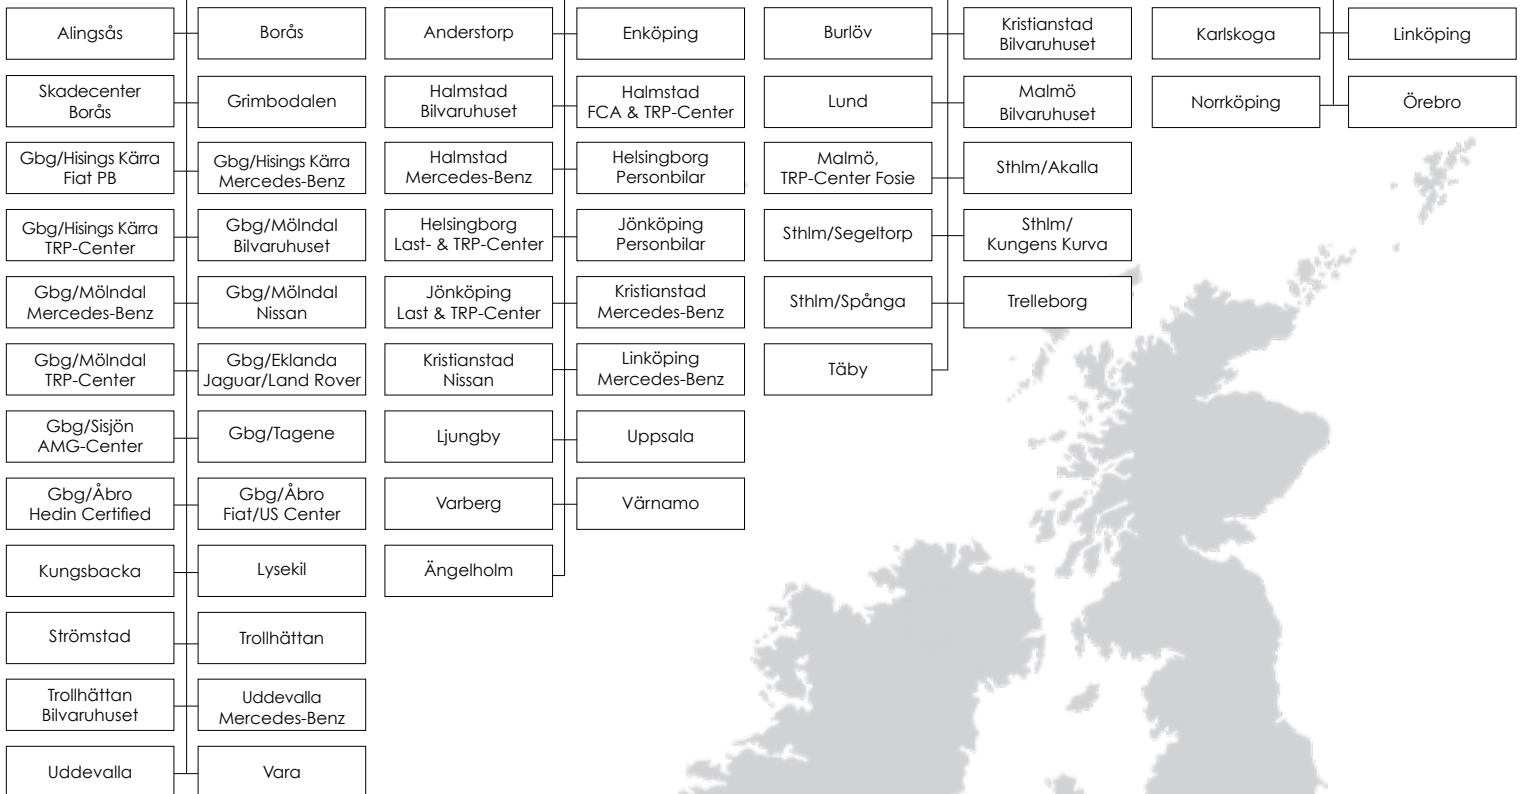 Alingsås
Borås
Skadecenter
Borås
Grimbodalen
Gbg/Hisings Kärra
Fiat PB
Gbg/Hisings Kärra
Mercedes-Benz
Gbg/Hisings Kärra
TRP-Center
Gbg/Mölndal
Bilvaruhuset
Gbg/Mölndal
Mercedes-Benz
Gbg/Mölndal
Nissan
Gbg/Mölndal
TRP-Center
Gbg/Eklanda
Jaguar/Land Rover
Gbg/Sisjön
AMG-Center
Gbg/Tagene
Gbg/Åbro
Hedin Certified
Gbg/Åbro
Fiat/US Center
Kungsbacka
Lysekil
Strömstad
Trollhättan
Trollhättan
Bilvaruhuset
Uddevalla
Mercedes-Benz
Uddevalla
Vara
Anderstorp
Enköping
Halmstad
Bilvaruhuset
Halmstad
FCA & TRP-Center
Halmstad
Mercedes-Benz
Helsingborg
Personbilar
Helsingborg
Last- & TRP-Center
Jönköping
Personbilar
Jönköping
Last & TRP-Center
Kristianstad
Mercedes-Benz
Kristianstad
Nissan
Linköping
Mercedes-Benz
Ljungby
Uppsala
Varberg
Värnamo
Ängelholm
Burlöv
Kristianstad
Bilvaruhuset
Lund
Malmö
Bilvaruhuset
Malmö,
TRP-Center Fosie
Sthlm/Akalla
Sthlm/Segeltorp
Sthlm/
Kungens Kurva
Sthlm/Spånga
Trelleborg
Täby
Karlskoga
Linköping
Norrköping
Örebro